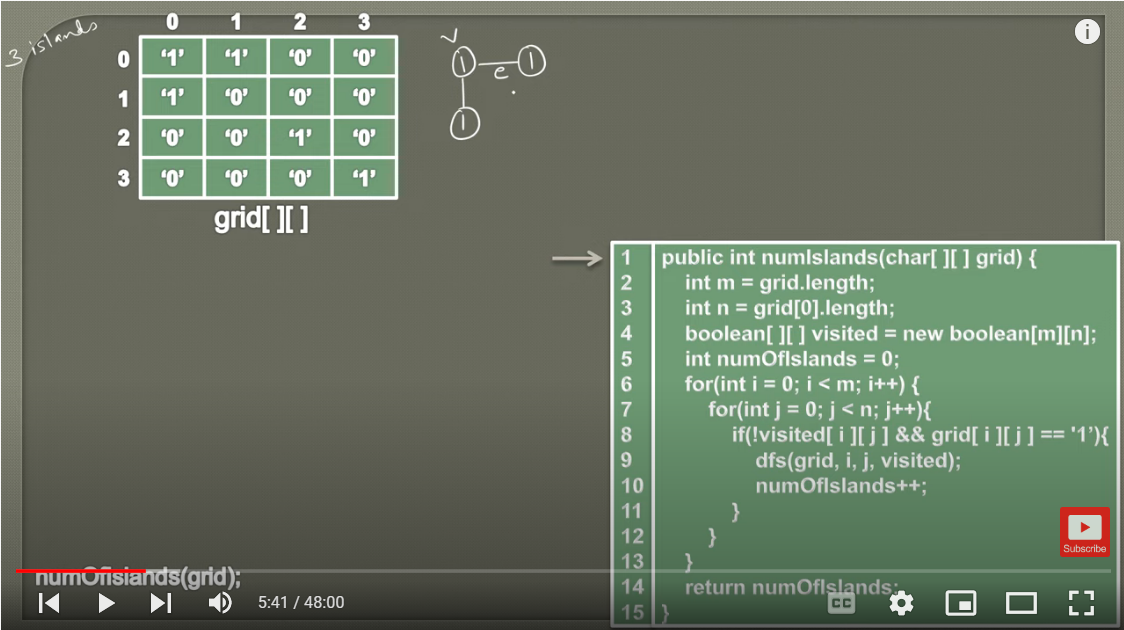 3 islands
0 1 2 3
0 '1' '1' '0' '0'
1 '1' '0' '0' '0'
2 '0' '0' '1' '0'
3 '0' '0' '0' '1'
grid[ ][ ]
v
1 e 1
1
i
1 public int numIslands(char[ ][ ] grid) {
2 int m = grid.length;
3 int n = grid[0].length;
4 boolean[ ][ ] visited = new boolean[m][n];
5 int numOfIslands = 0;
6 for(int i = 0; i < m; i++) {
7 for(int j = 0; j < n; j++){
8 if(!visited[ i ][ j ] && grid[ i ][ j ] == '1'){
9 dfs(grid, i, j, visited);
10 numOfIslands++;
11 }
12 }
13 }
14 return numOfIslands;
15 }
Subscribe
numOfIslands(grid);
5:41 / 48:00
CC